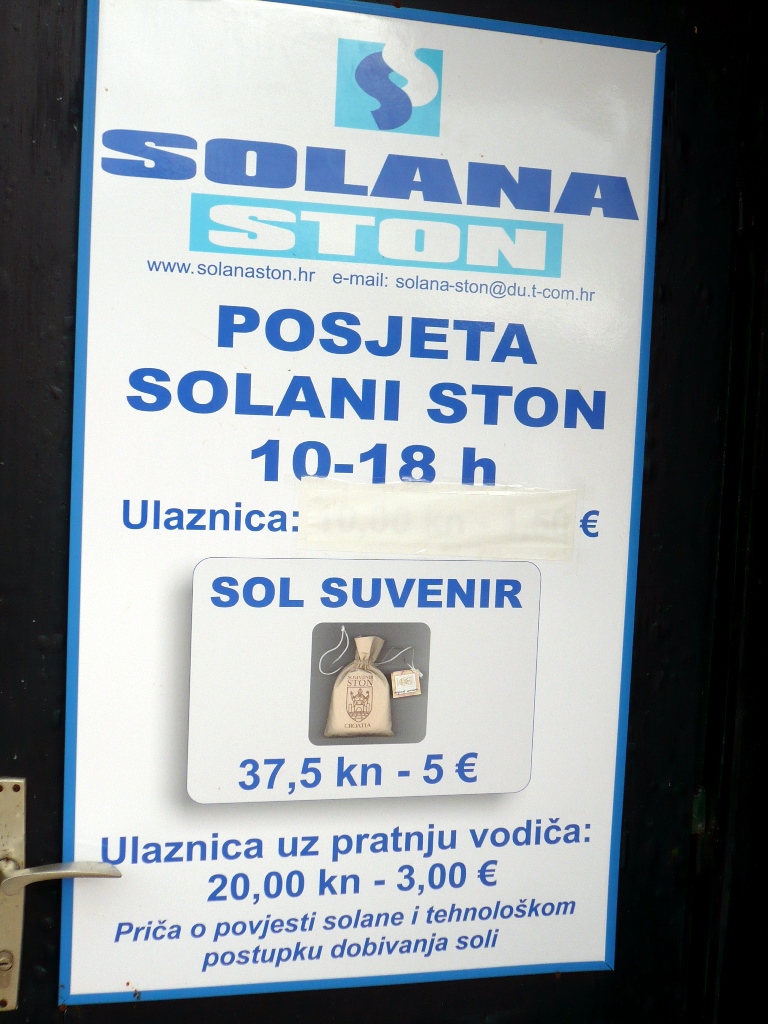 SOLANA
STON
www.solanaston.hr e-mail: solana-ston@du.t-com.hr
POSJETA
SOLANI STON
10-18 h
Ulaznica: €
SOL SUVENIR
STON
CROATIA
37,5 kn - 5 €
Ulaznica uz pratnju vodiča:
20,00 kn - 3,00 €
Priča o povjesti solane i tehnološkom
postupku dobivanja soli